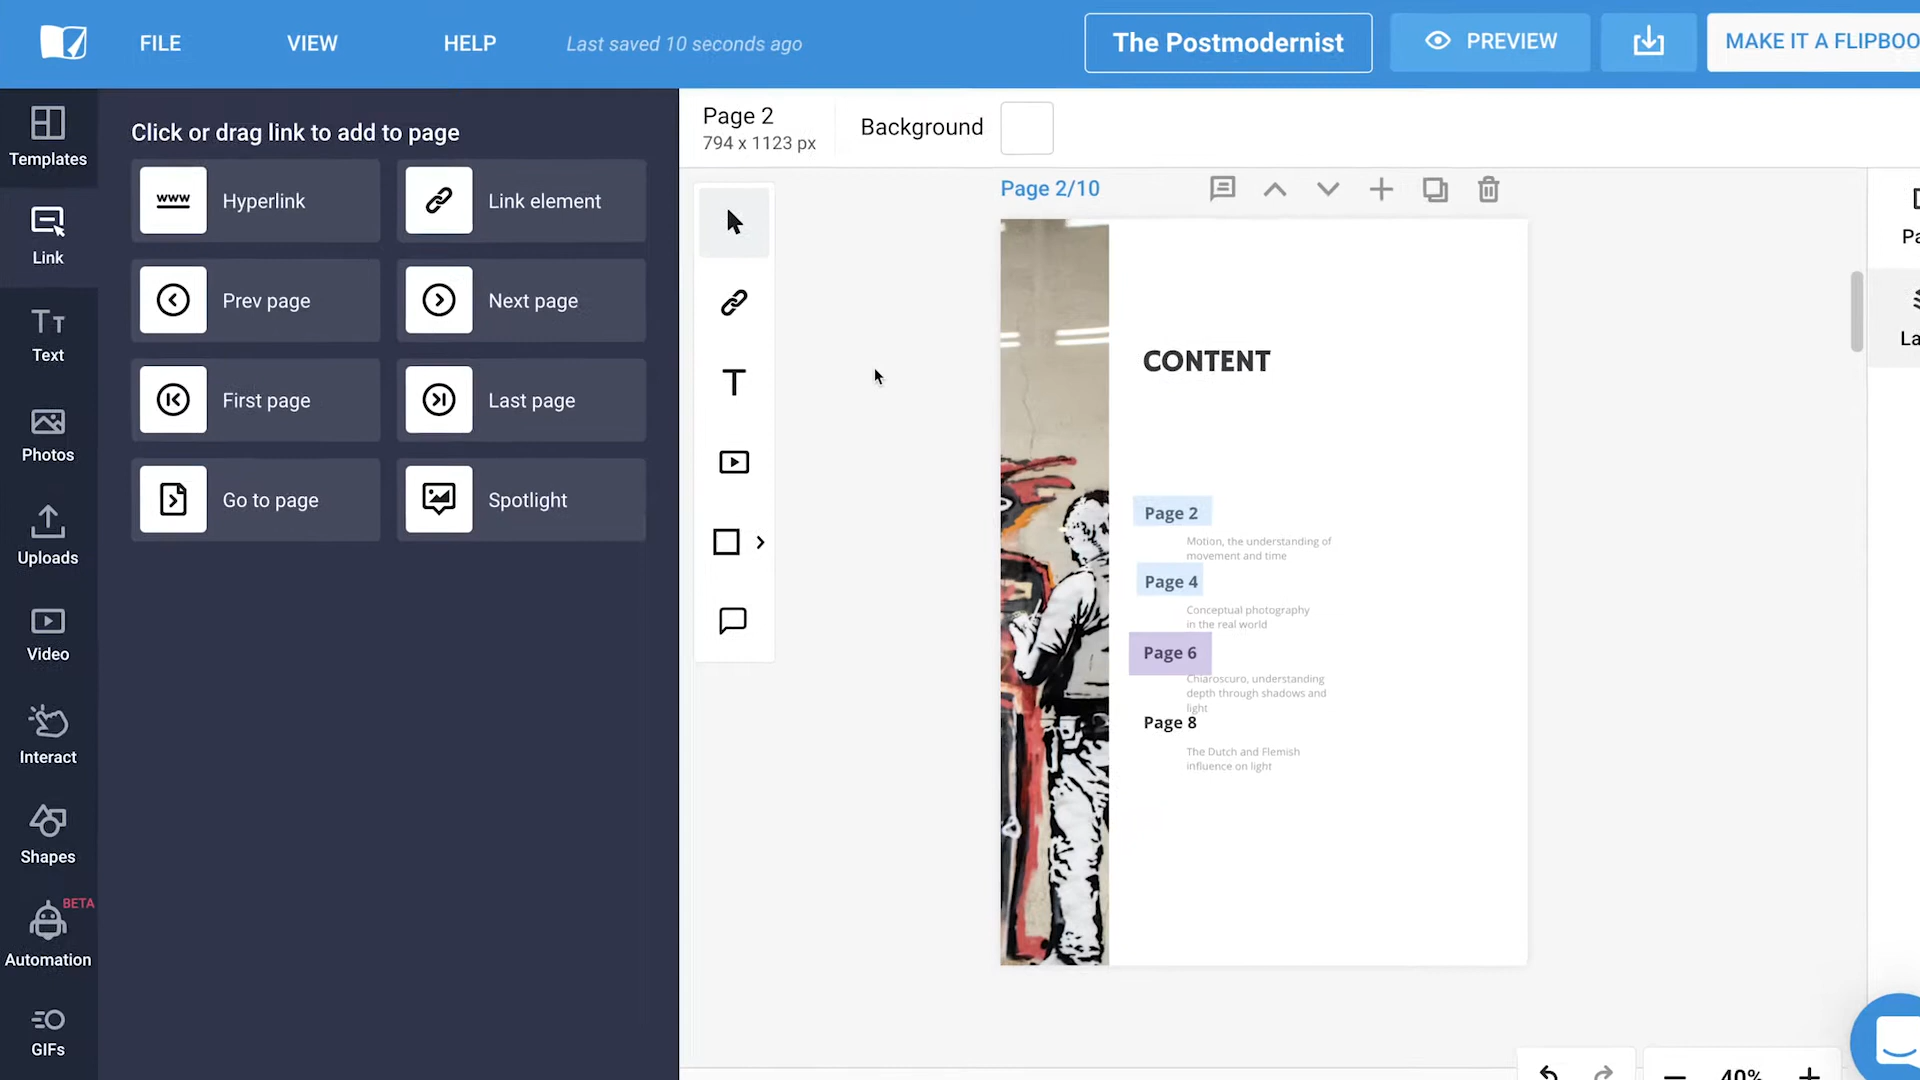 FILE
VIEW
HELP
Last saved 10 seconds ago
The Postmodernist
PREVIEW
MAKE IT A FLIPBOO
Templates
Link
Text
Photos
Uploads
Video
Interact
Shapes
BETA
Automation
GIFs
Click or drag link to add to page
www
Hyperlink
Link element
Prev page
Next page
First page
Last page
Go to page
Spotlight
Page 2
794 x 1123 px
Background
Page 2/10
CONTENT
Page 2
Motion, the understanding of
movement and time
Page 4
Conceptual photography
in the real world
Page 6
Chiaroscuro, understanding
depth through shadows and
light
Page 8
The Dutch and Flemish
influence on light
Pa
La
40%